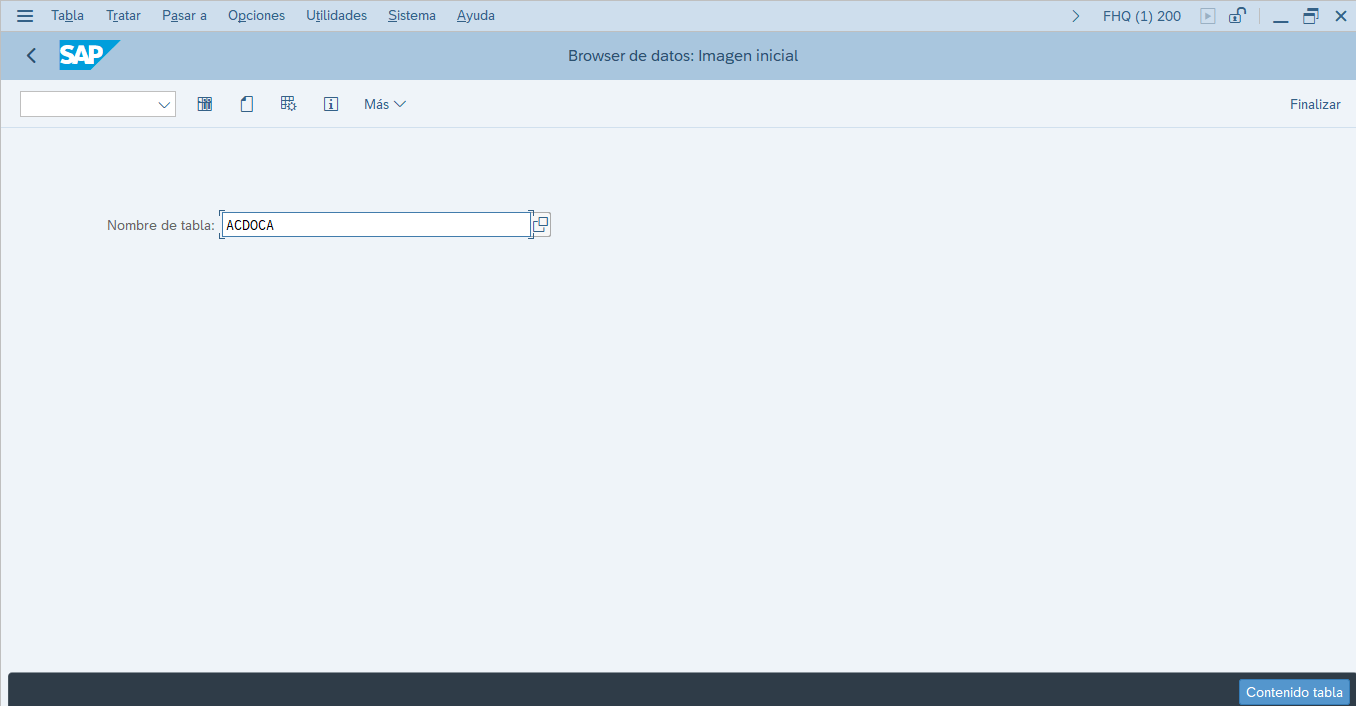 Tabla Tratar Pasar a Opciones Utilidades Sistema Ayuda FHQ (1) 200
SAP Browser de datos: Imagen inicial
Más Finalizar
Nombre de tabla: ACDOCA
Contenido tabla